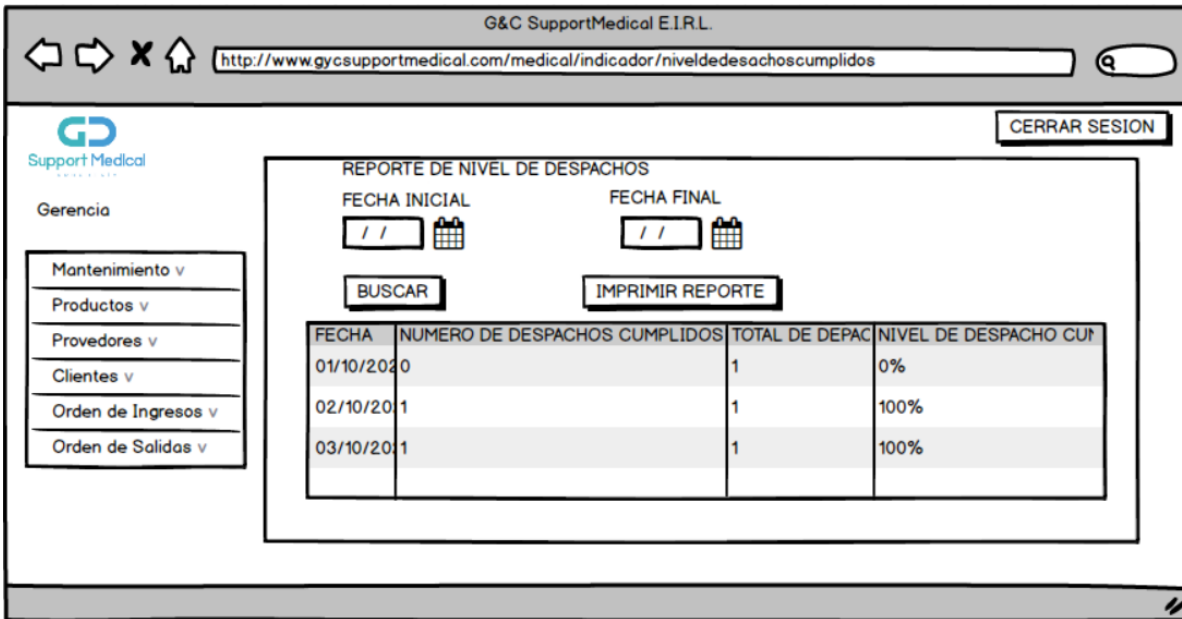 G&C SupportMedical E.I.R.L.
http://www.gycsupportmedical.com/medical/indicador/niveldedesachoscumplidos
CERRAR SESION
GD
Support Medical
Gerencia
Mantenimiento v
Productos v
Provedores v
Clientes v
Orden de Ingresos v
Orden de Salidas v
REPORTE DE NIVEL DE DESPACHOS
FECHA INICIAL FECHA FINAL
/ / / /
BUSCAR IMPRIMIR REPORTE
FECHA NUMERO DE DESPACHOS CUMPLIDOS TOTAL DE DEPAC NIVEL DE DESPACHO CUM
01/10/202 0 1 0%
02/10/20 1 1 100%
03/10/20 1 1 100%